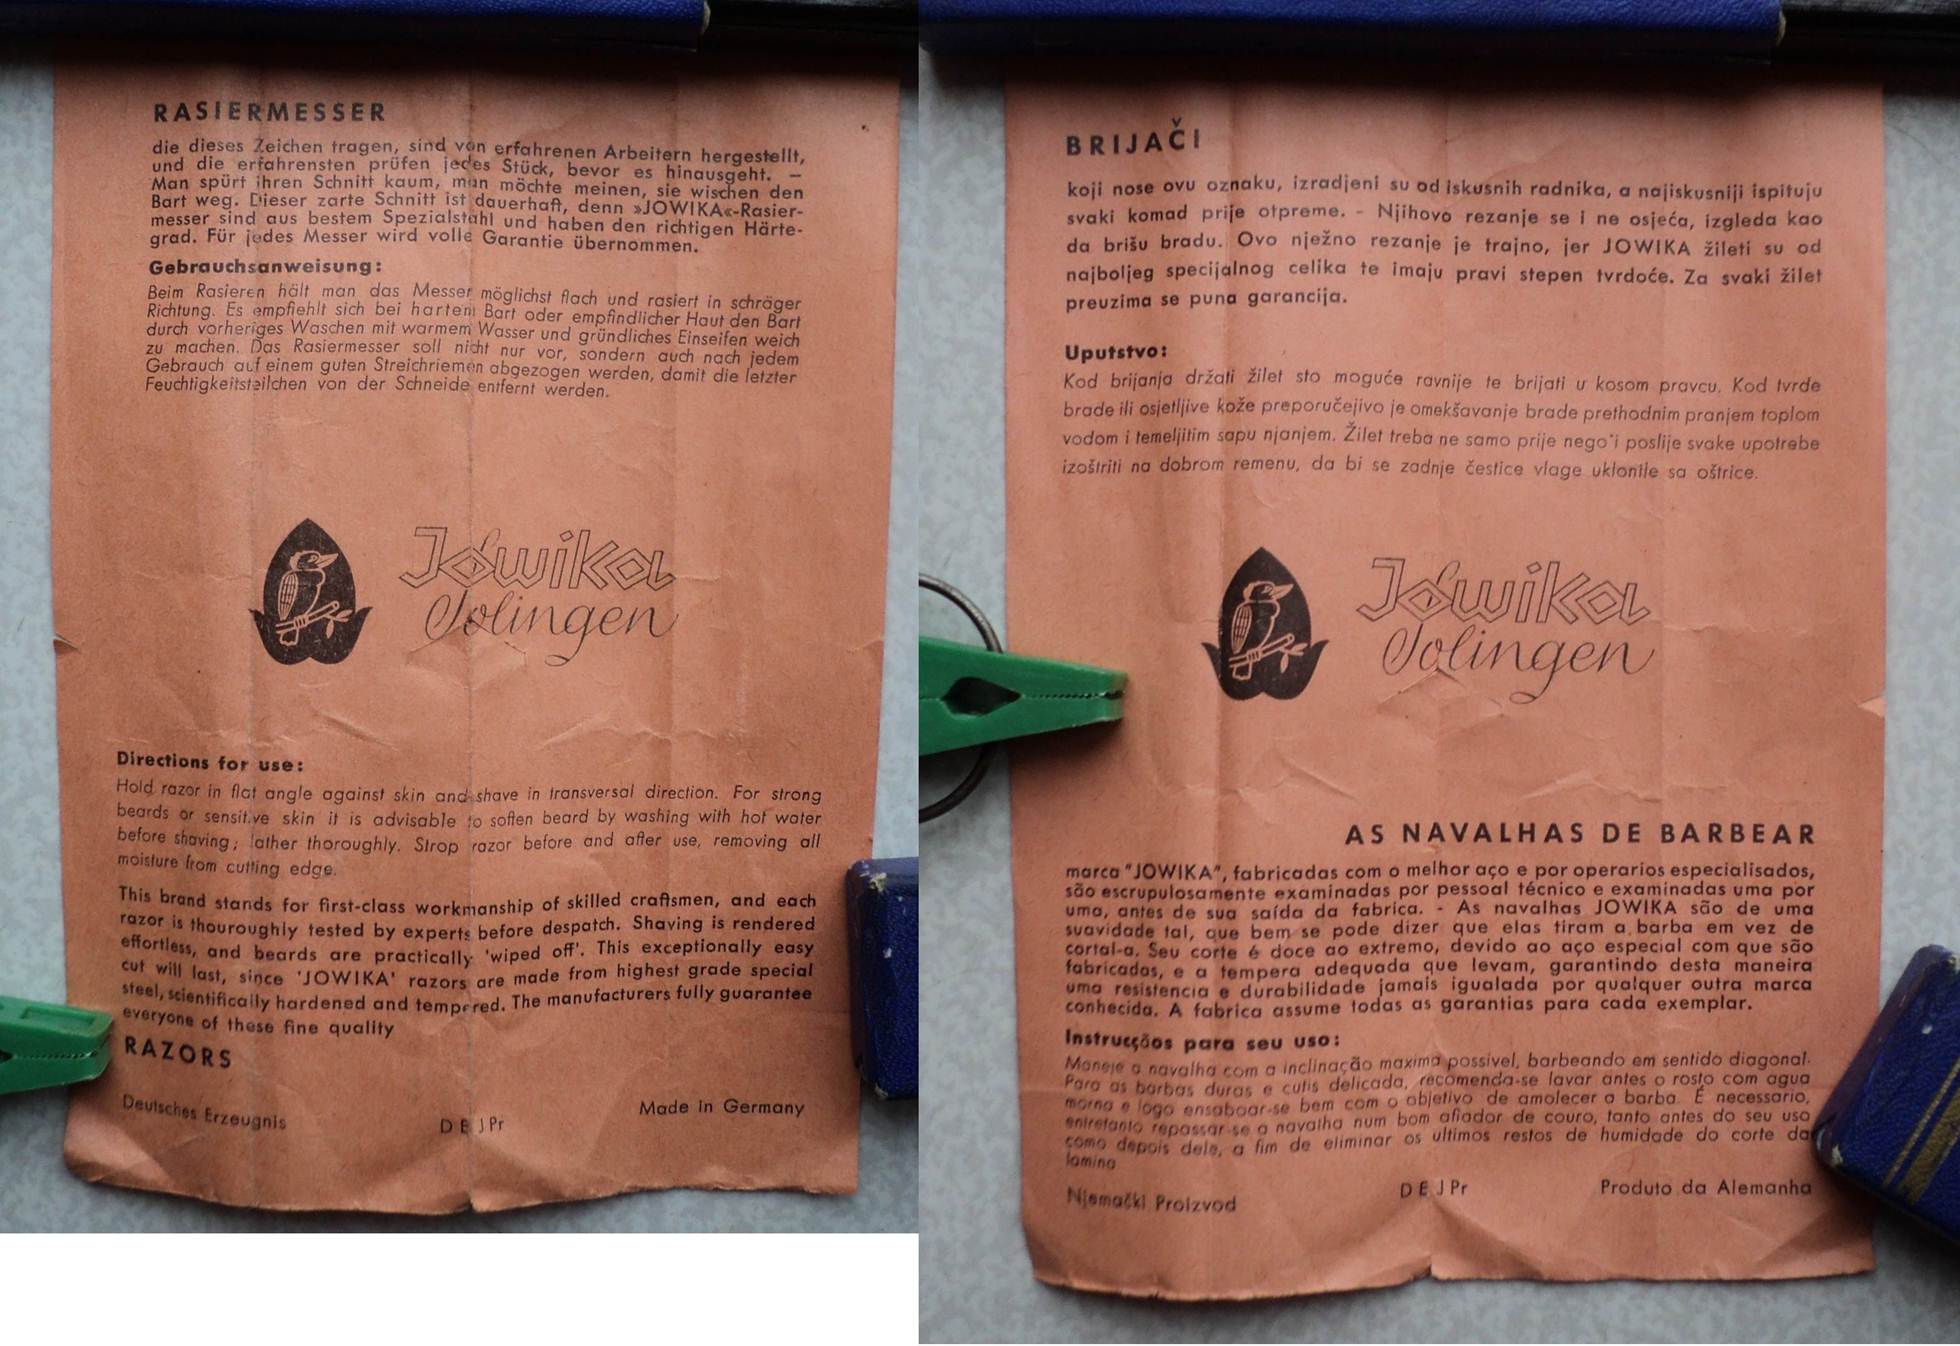 RASIERMESSER
die dieses Zeichen tragen, sind von erfahrenen Arbeitern hergestellt,
und die erfahrensten prüfen jedes Stück, bevor es hinausgeht. –
Man spürt ihren Schnitt kaum, man möchte meinen, sie wischen den
Bart weg. Dieser zarte Schnitt ist dauerhaft, denn »JOWIKA«-Rasier-
messer sind aus bestem Spezialstahl und haben den richtigen Härte-
grad. Für jedes Messer wird volle Garantie übernommen.
Gebrauchsanweisung:
Beim Rasieren hält man das Messer möglichst flach und rasiert in schräger
Richtung. Es empfiehlt sich bei hartem Bart oder empfindlicher Haut den Bart
durch vorheriges Waschen mit warmem Wasser und gründliches Einseifen weich
zu machen. Das Rasiermesser soll nicht nur vor, sondern auch nach jedem
Gebrauch auf einem guten Streichriemen abgezogen werden, damit die letzter
Feuchtigkeitsteilchen von der Schneide entfernt werden.
Jowika
Solingen
Directions for use:
Hold razor in flat angle against skin and shave in transversal direction. For strong
beards or sensitive skin it is advisable to soften beard by washing with hot water
before shaving; lather thoroughly. Strop razor before and after use, removing all
moisture from cutting edge.
This brand stands for first-class workmanship of skilled craftsmen, and each
razor is thouroughly tested by experts before despatch. Shaving is rendered
effortless, and beards are practically 'wiped off'. This exceptionally easy
cut will last, since 'JOWIKA' razors are made from highest grade special
steel, scientifically hardened and tempered. The manufacturers fully guarantee
everyone of these fine quality
RAZORS
Deutsches Erzeugnis D E J Pr Made in Germany
BRIJAČI
koji nose ovu oznaku, izradjeni su od iskusnih radnika, a najiskusniji ispituju
svaki komad prije otpreme. - Njihovo rezanje se i ne osjeća, izgleda kao
da brišu bradu. Ovo nježno rezanje je trajno, jer JOWIKA žileti su od
najboljeg specijalnog celika te imaju pravi stepen tvrdoće. Za svaki žilet
preuzima se puna garancija.
Uputstvo:
Kod brijanja držati žilet sto moguće ravnije te brijati u kosom pravcu. Kod tvrde
brade ili osjetljive kože preporučejivo je omekšavanje brade prethodnim pranjem toplom
vodom i temeljitim sapu njanjem. Žilet treba ne samo prije nego'i poslije svake upotrebe
izoštriti na dobrom remenu, da bi se zadnje čestice vlage uklonile sa oštrice.
Jowika
Solingen
AS NAVALHAS DE BARBEAR
marca "JOWIKA", fabricadas com o melhor aço e por operarios especialisados,
são escrupulosamente examinadas por pessoal técnico e examinadas uma por
uma, antes de sua saída da fabrica. - As navalhas JOWIKA são de uma
suavidade tal, que bem se pode dizer que elas tiram a barba em vez de
cortal-a. Seu corte é doce ao extremo, devido ao aço especial com que são
fabricadas, e a tempera adequada que levam, garantindo desta maneira
uma resistencia e durabilidade jamais igualada por qualquer outra marca
conhecida. A fabrica assume todas as garantias para cada exemplar.
Instrucçãos para seu uso:
Maneje a navalha com a inclinação maxima possivel, barbeando em sentido diagonal.
Para as barbas duras e cutis delicada, recomenda-se lavar antes o rosto com agua
morna e logo ensaboar-se bem com o objetivo de amolecer a barba. É necessario,
entretanto repassar-se a navalha num bom afiador de couro, tanto antes do seu uso
como depois dele, a fim de eliminar os ultimos restos de humidade do corte da
lamina
Njemački Proizvod D E J Pr Produto da Alemanha